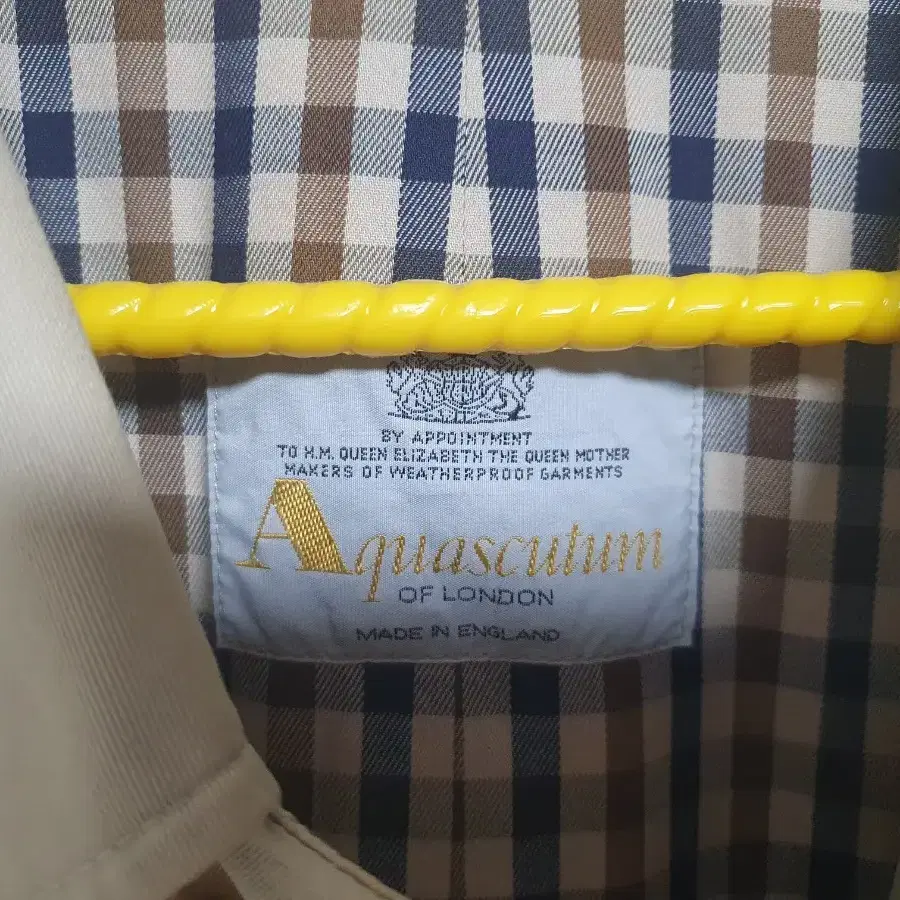 BY APPOINTMENT
TO H.M. QUEEN ELIZABETH THE QUEEN MOTHER
MAKERS OF WEATHERPROOF GARMENTS
Aquascutum
OF LONDON
MADE IN ENGLAND